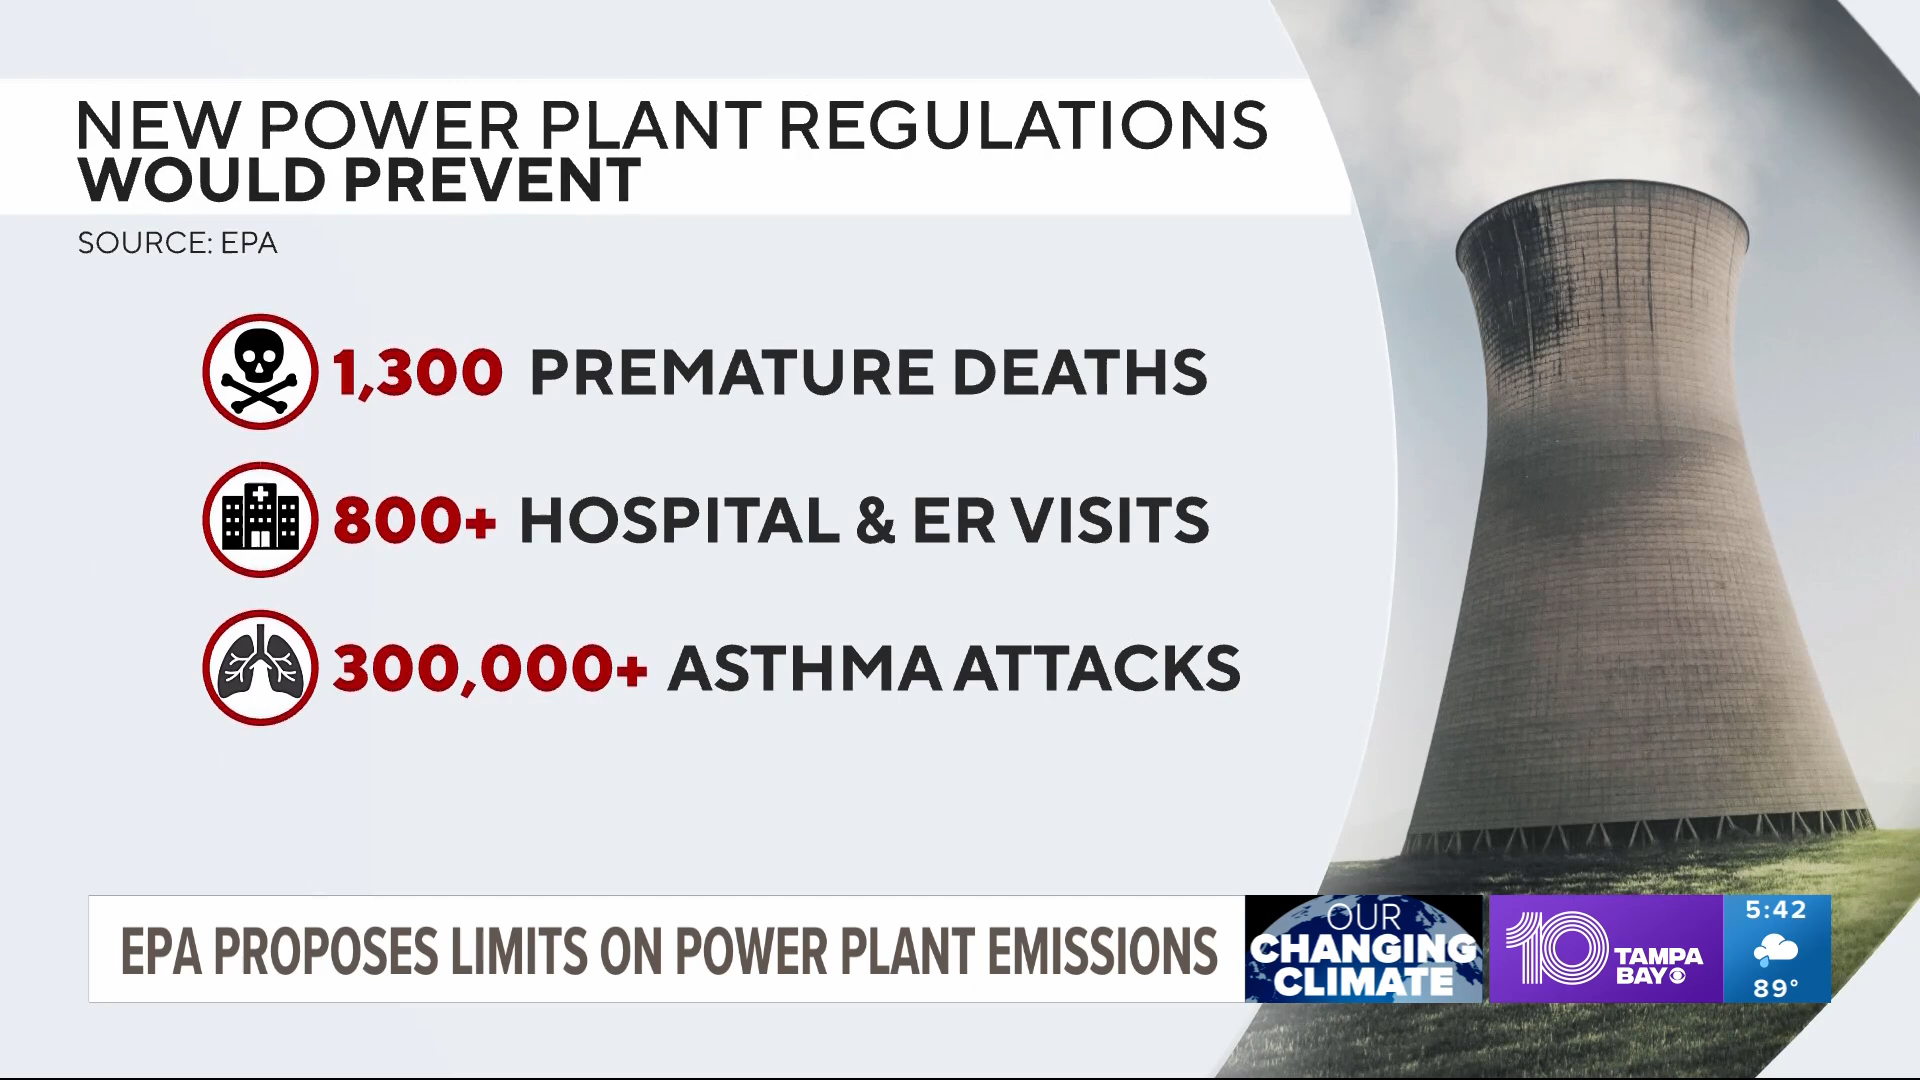 NEW POWER PLANT REGULATIONS
WOULD PREVENT
SOURCE: EPA
1,300 PREMATURE DEATHS
800+ HOSPITAL & ER VISITS
300,000+ ASTHMA ATTACKS
EPA PROPOSES LIMITS ON POWER PLANT EMISSIONS
OUR
CHANGING
CLIMATE
10 TAMPA
BAY
5:42
89°